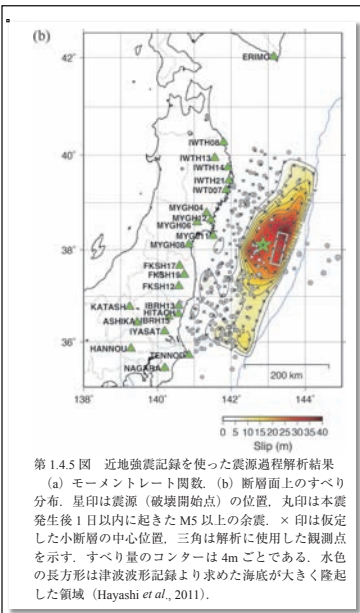 (b)
42°
40°
38°
36°
138°
140°
142°
144°
ERIMO
IWTH08
IWTH13
IWTH14
IWTH21
IWT007
MYGH04
MYGH12
MYGH06
MYGH11
MYGH08
FKSH17
FKSH19
FKSH12
KATASH
IBRH13
HITACH
ASHIKA
IBRH15
IYASAT
HANNOU
TENNOD
NAGARA
200 km
0 5 10 15 20 25 30 35 40
Slip (m)
第 1.4.5 図 近地強震記録を使った震源過程解析結果
(a) モーメントレート関数．(b) 断層面上のすべり
分布．星印は震源（破壊開始点）の位置，丸印は本震
発生後 1 日以内に起きた M5 以上の余震．× 印は仮定
した小断層の中心位置，三角は解析に使用した観測点
を示す．すべり量のコンターは 4m ごとである．水色
の長方形は津波波形記録より求めた海底が大きく隆起
した領域（Hayashi et al., 2011）．